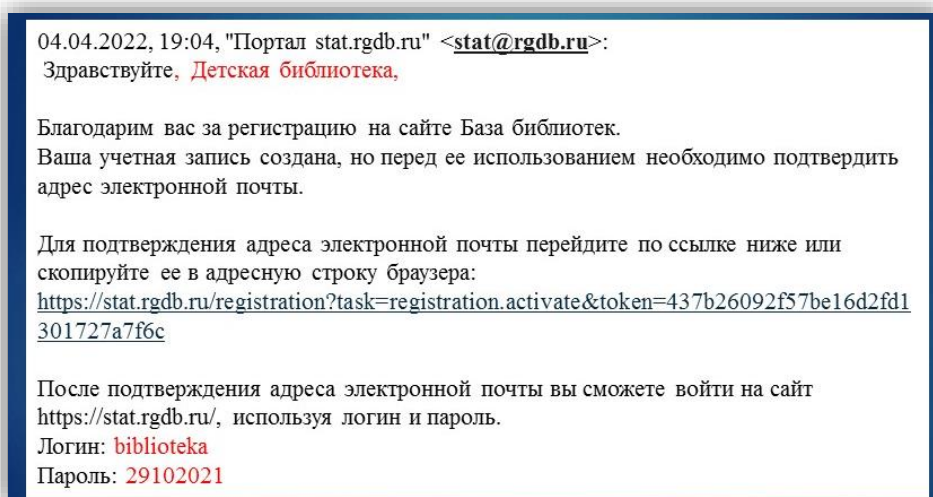 04.04.2022, 19:04, "Портал stat.rgdb.ru" <stat@rgdb.ru>:
Здравствуйте, Детская библиотека,
Благодарим вас за регистрацию на сайте База библиотек.
Ваша учетная запись создана, но перед ее использованием необходимо подтвердить
адрес электронной почты.
Для подтверждения адреса электронной почты перейдите по ссылке ниже или
скопируйте ее в адресную строку браузера:
https://stat.rgdb.ru/registration?task=registration.activate&token=437b26092f57be16d2fd1
301727a7f6c
После подтверждения адреса электронной почты вы сможете войти на сайт
https://stat.rgdb.ru/, используя логин и пароль.
Логин: biblioteka
Пароль: 29102021